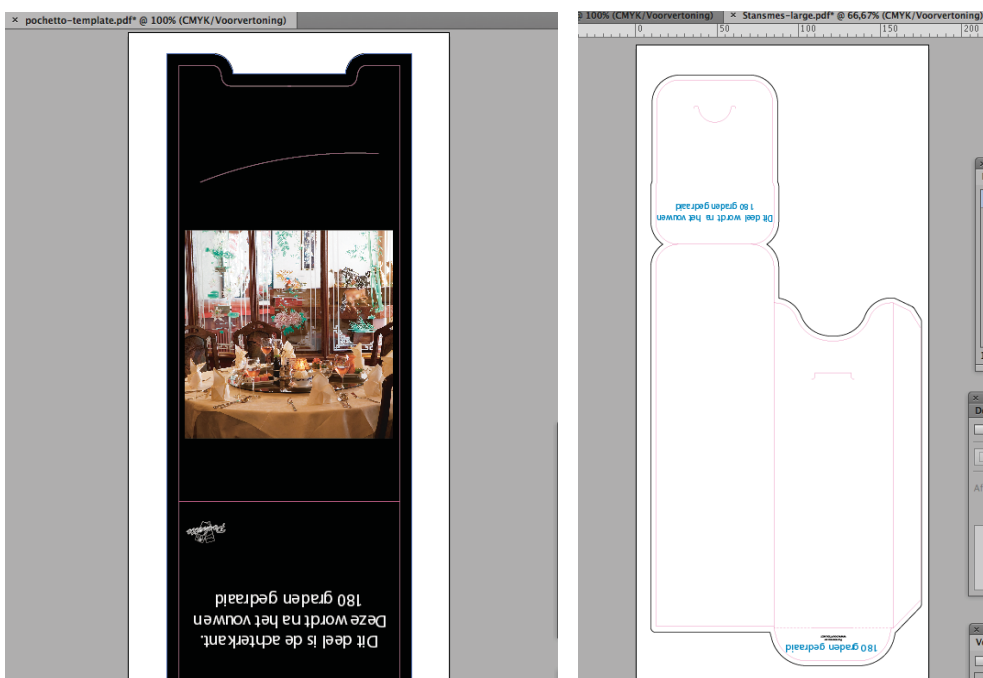 × pochetto-template.pdf* @ 100% (CMYK/Voorvertoning)
100% (CMYK/Voorvertoning)
× Stansmes-large.pdf* @ 66,67% (CMYK/Voorvertoning)
0 50 100 150 200
Dit deel is de achterkant.
Deze wordt na het vouwen
180 graden gedraaid
Dit deel wordt na het vouwen
180 graden gedraaid
180 graden gedraaid